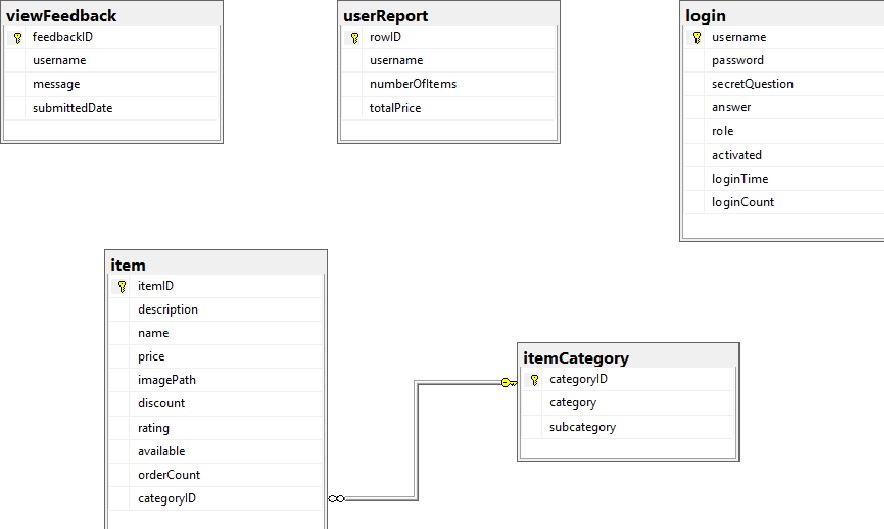 viewFeedback
feedbackID
username
message
submittedDate
userReport
rowID
username
numberOfItems
totalPrice
login
username
password
secretQuestion
answer
role
activated
loginTime
loginCount
item
itemID
description
name
price
imagePath
discount
rating
available
orderCount
categoryID
itemCategory
categoryID
category
subcategory